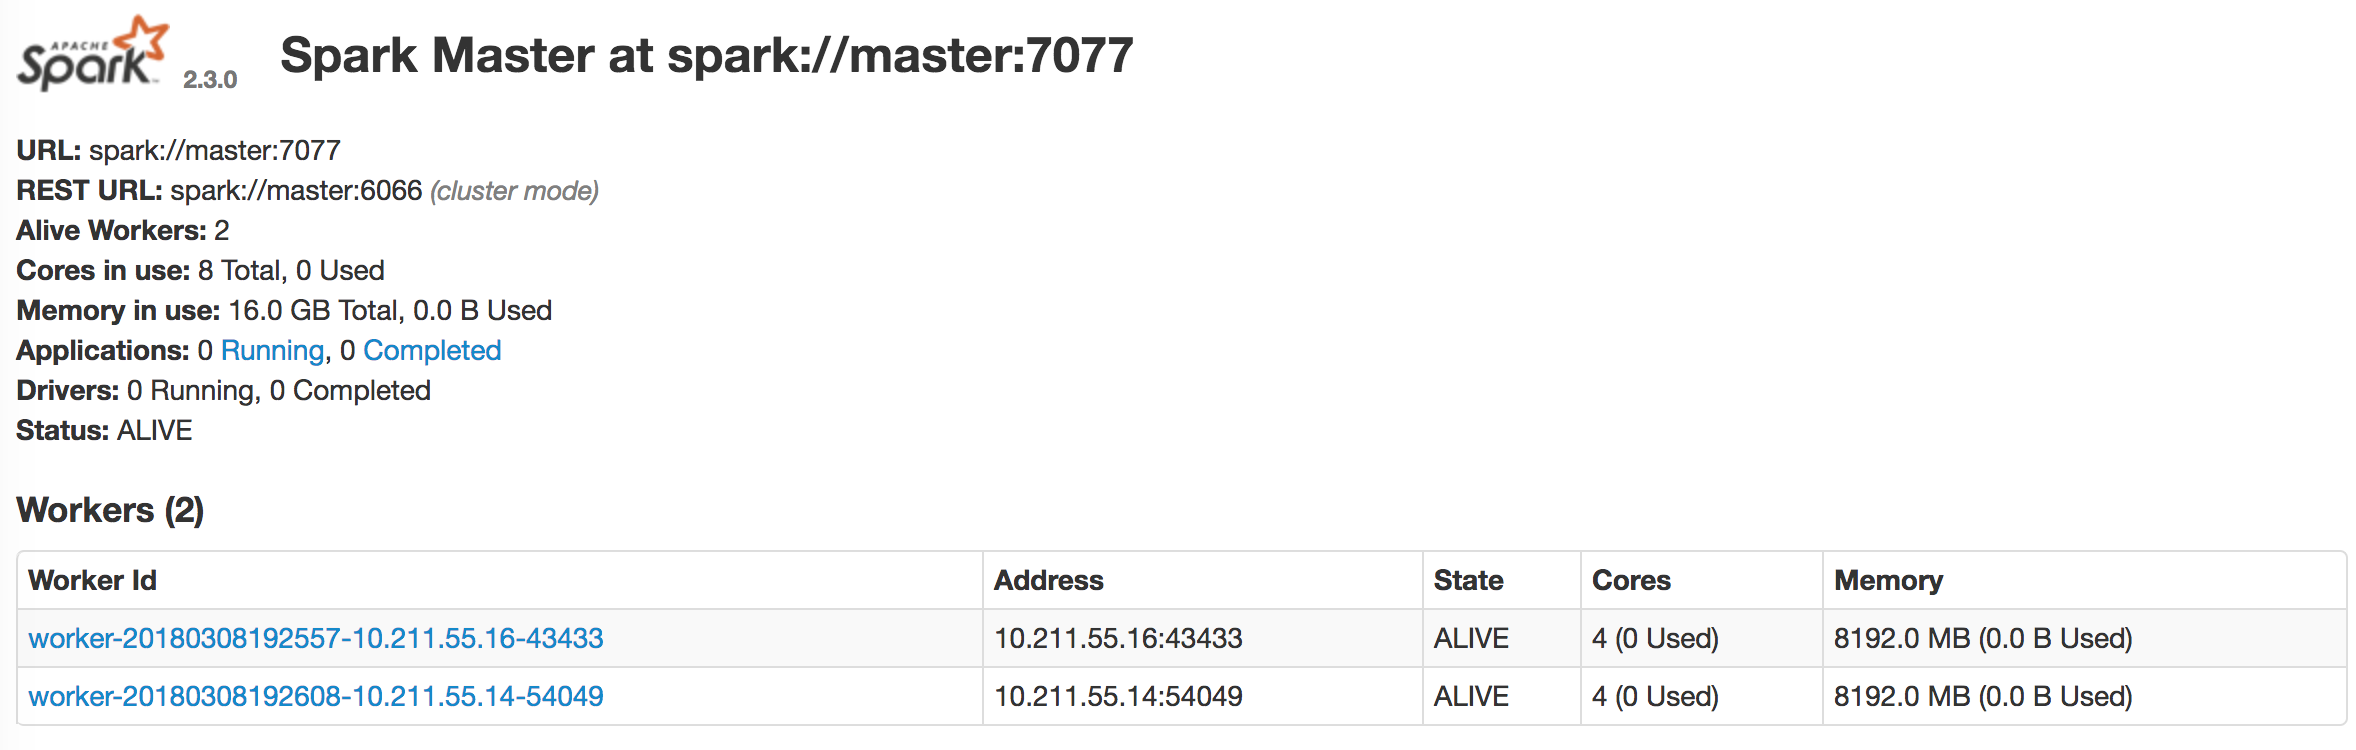 APACHE
Spark™ 2.3.0 Spark Master at spark://master:7077
URL: spark://master:7077
REST URL: spark://master:6066 (cluster mode)
Alive Workers: 2
Cores in use: 8 Total, 0 Used
Memory in use: 16.0 GB Total, 0.0 B Used
Applications: 0 Running, 0 Completed
Drivers: 0 Running, 0 Completed
Status: ALIVE
Workers (2)
Worker Id Address State Cores Memory
worker-20180308192557-10.211.55.16-43433 10.211.55.16:43433 ALIVE 4 (0 Used) 8192.0 MB (0.0 B Used)
worker-20180308192608-10.211.55.14-54049 10.211.55.14:54049 ALIVE 4 (0 Used) 8192.0 MB (0.0 B Used)